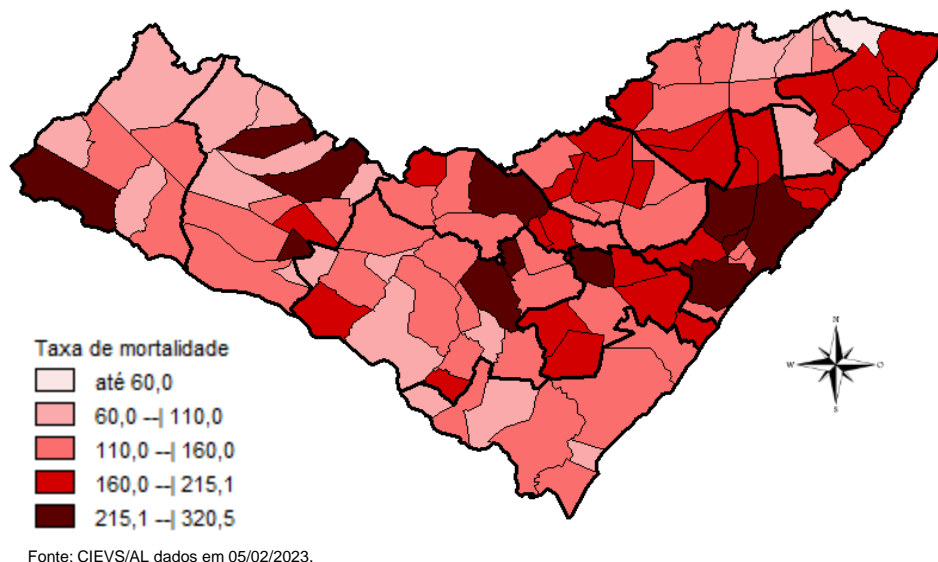 N
W O
S
Taxa de mortalidade
até 60,0
60,0 --| 110,0
110,0 --| 160,0
160,0 --| 215,1
215,1 --| 320,5
Fonte: CIEVS/AL dados em 05/02/2023.